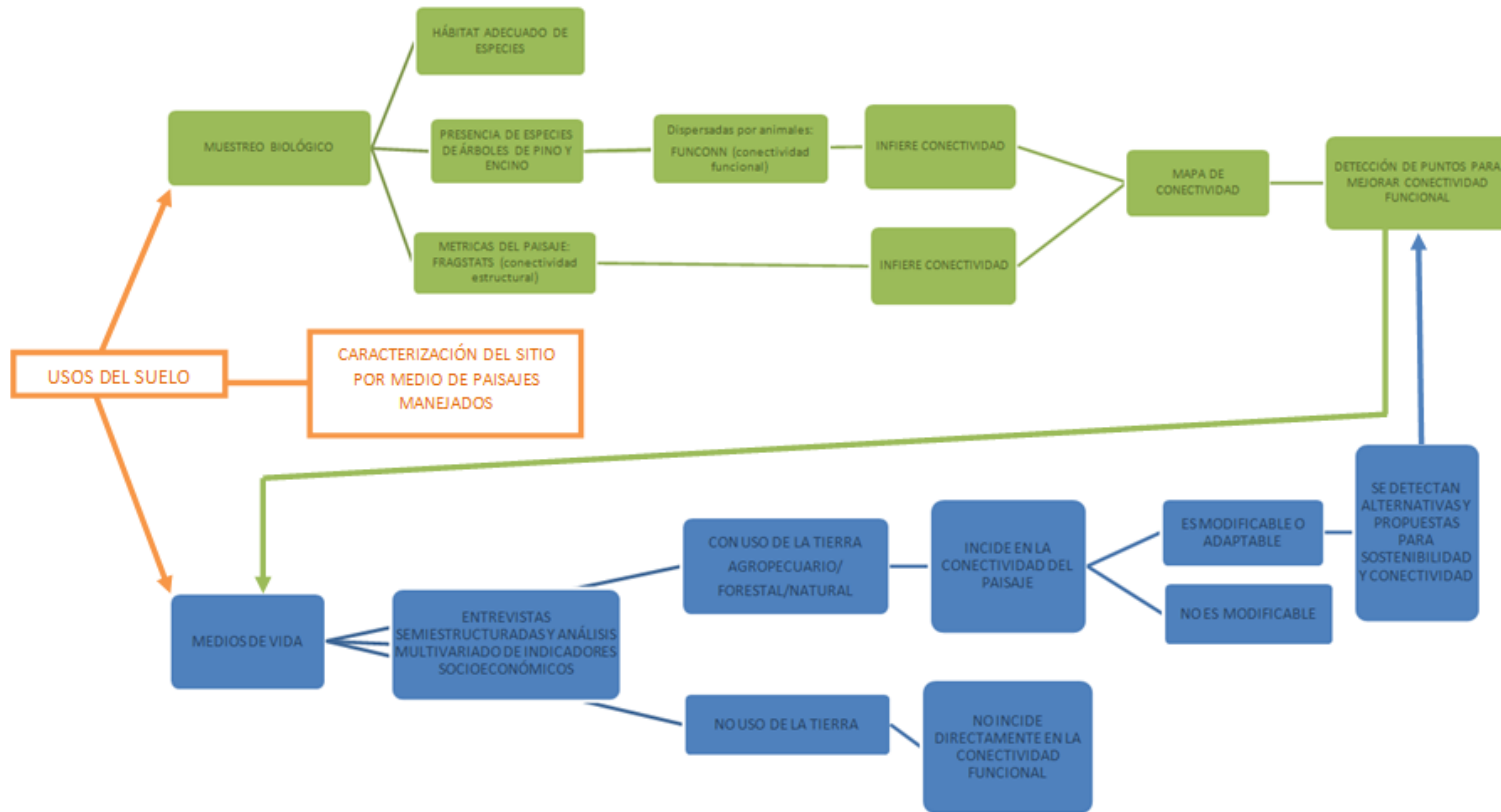 HÁBITAT ADECUADO DE
ESPECIES
MUESTREO BIOLÓGICO
PRESENCIA DE ESPECIES
DE ÁRBOLES DE PINO Y
ENCINO
Dispersadas por animales:
FUNCONN (conectividad
funcional)
INFIERE CONECTIVIDAD
METRICAS DEL PAISAJE:
FRAGSTATS (conectividad
estructural)
INFIERE CONECTIVIDAD
MAPA DE
CONECTIVIDAD
DETECCIÓN DE PUNTOS PARA
MEJORAR CONECTIVIDAD
FUNCIONAL
USOS DEL SUELO
CARACTERIZACIÓN DEL SITIO
POR MEDIO DE PAISAJES
MANEJADOS
MEDIOS DE VIDA
ENTREVISTAS
SEMIESTRUCTURADAS Y ANÁLISIS
MULTIVARIADO DE INDICADORES
SOCIOECONÓMICOS
CON USO DE LA TIERRA
AGROPECUARIO/
FORESTAL/NATURAL
INCIDE EN LA
CONECTIVIDAD DEL
PAISAJE
ES MODIFICABLE O
ADAPTABLE
NO ES MODIFICABLE
SE DETECTAN
ALTERNATIVAS Y
PROPUESTAS
PARA
SOSTENIBILIDAD
Y CONECTIVIDAD
NO USO DE LA TIERRA
NO INCIDE
DIRECTAMENTE EN LA
CONECTIVIDAD
FUNCIONAL